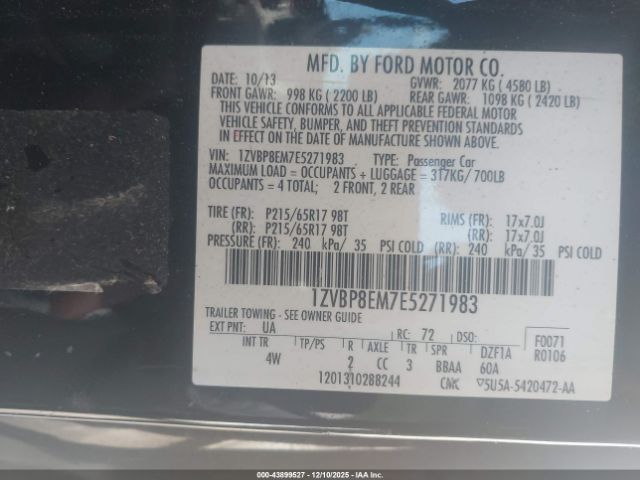 MFD. BY FORD MOTOR CO.
DATE: 10/13 GVWR: 2077 KG ( 4580 LB)
FRONT GAWR: 998 KG ( 2200 LB) REAR GAWR: 1098 KG ( 2420 LB)
THIS VEHICLE CONFORMS TO ALL APPLICABLE FEDERAL MOTOR
VEHICLE SAFETY, BUMPER, AND THEFT PREVENTION STANDARDS
IN EFFECT ON THE DATE OF MANUFACTURE SHOWN ABOVE.
VIN: 1ZVBP8EM7E5271983 TYPE: Passenger Car
MAXIMUM LOAD = OCCUPANTS + LUGGAGE = 317KG/ 700LB
OCCUPANTS = 4 TOTAL; 2 FRONT, 2 REAR
TIRE (FR): P215/65R17 98T RIMS (FR): 17x7.0J
(RR): P215/65R17 98T (RR): 17x7.0J
PRESSURE (FR): 240 kPa/ 35 PSI COLD (RR): 240 kPa/ 35 PSI COLD
1ZVBP8EM7E5271983
TRAILER TOWING - SEE OWNER GUIDE
EXT PNT: UA RC: 72 DSO: F0071
INT TR TP/PS R AXLE TR SPR DZF1A R0106
4W 2 CC 3 BBAA 60A
1201310288244 5U5A-5420472-AA
000-43899527 - 12/10/2025 - IAAI.COM